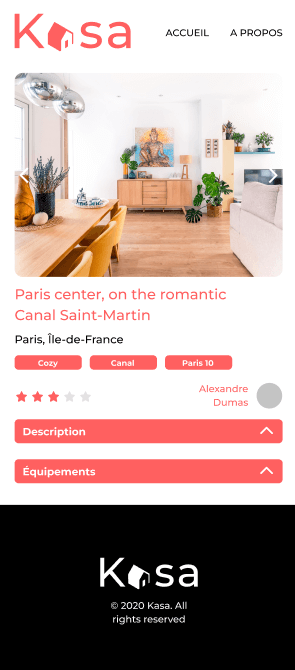 Kasa
ACCUEIL
A PROPOS
Paris center, on the romantic
Canal Saint-Martin
Paris, Île-de-France
Cozy
Canal
Paris 10
Alexandre
Dumas
Description
Équipements
Kasa
© 2020 Kasa. All
rights reserved